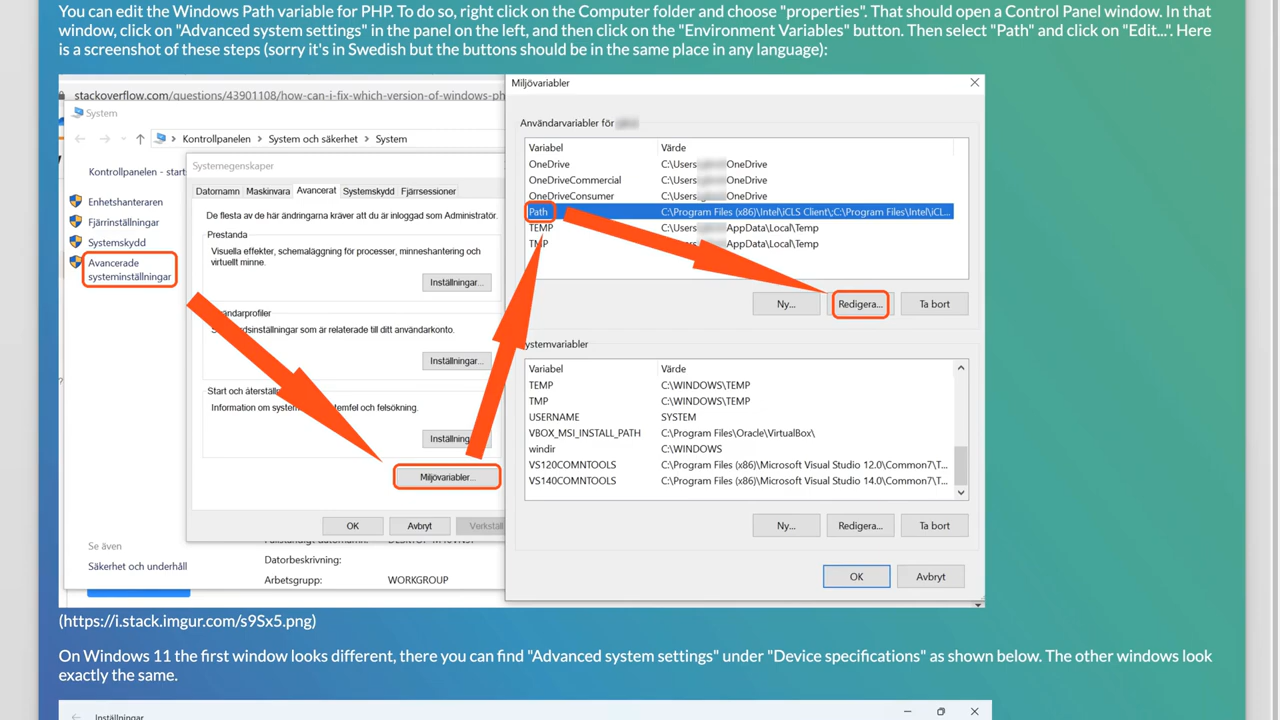 You can edit the Windows Path variable for PHP. To do so, right click on the Computer folder and choose "properties". That should open a Control Panel window. In that
window, click on "Advanced system settings" in the panel on the left, and then click on the "Environment Variables" button. Then select "Path" and click on "Edit...". Here
is a screenshot of these steps (sorry it's in Swedish but the buttons should be in the same place in any language):
stackoverflow.com/questions/43901108/how-can-i-fix-which-version-of-windows-ph
System
Kontrollpanelen > System och säkerhet > System
Kontrollpanelen - start
Enhetshanteraren
Fjärrinställningar
Systemskydd
Avancerade
systeminställningar
Se även
Säkerhet och underhåll
Systemegenskaper
Datornamn Maskinvara Avancerat Systemskydd Fjärrsessioner
De flesta av de här ändringarna kräver att du är inloggad som Administratör.
Prestanda
Visuella effekter, schemaläggning för processer, minneshantering och
virtuellt minne.
Inställningar...
relaterade till ditt användarkonto.
Inställningar...
Start och
Information om
och felsökning.
Miljövariabler...
OK Avbryt
Datorbeskrivning:
Arbetsgrupp: WORKGROUP
Miljövariabler
Användarvariabler för
Variabel Värde
OneDrive C:\Users OneDrive
OneDriveCommercial C:\Users OneDrive
OneDriveConsumer C:\Users OneDrive
Path C:\Program Files (x86)\Intel\iCLS Client\;C:\Program Files\Intel\iCL...
TEMP C:\Users AppData\Local\Temp
TMP C:\Users AppData\Local\Temp
Ny... Redigera... Ta bort
Variabel Värde
TEMP C:\WINDOWS\TEMP
TMP C:\WINDOWS\TEMP
USERNAME SYSTEM
VBOX_MSI_INSTALL_PATH C:\Program Files\Oracle\VirtualBox\
windir C:\WINDOWS
VS120COMNTOOLS C:\Program Files (x86)\Microsoft Visual Studio 12.0\Common7\T...
VS140COMNTOOLS C:\Program Files (x86)\Microsoft Visual Studio 14.0\Common7\T...
Ny... Redigera... Ta bort
OK Avbryt
(https://i.stack.imgur.com/s9Sx5.png)
On Windows 11 the first window looks different, there you can find "Advanced system settings" under "Device specifications" as shown below. The other windows look
exactly the same.
Inställningar